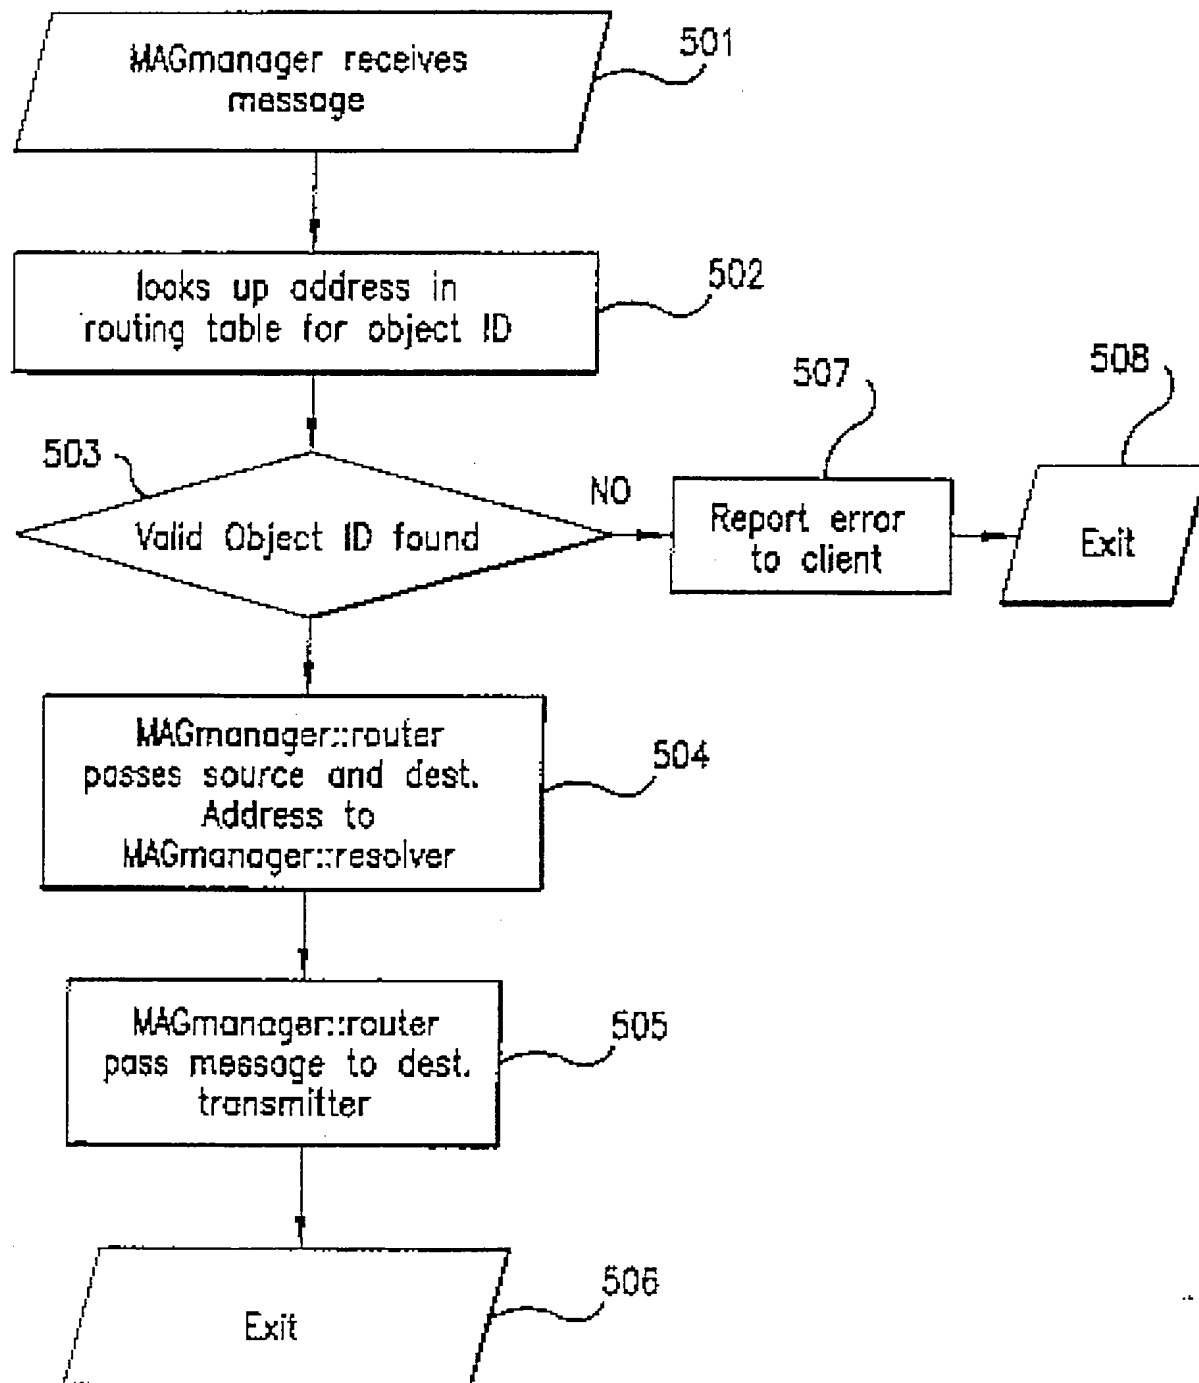 MAGmanager receives
message
501
looks up address in
routing table for object ID
502
503
Valid Object ID found
NO
507
Report error
to client
508
Exit
MAGmanager::router
passes source and dest.
Address to
MAGmanager::resolver
504
MAGmanager::router
pass message to dest.
transmitter
505
Exit
506